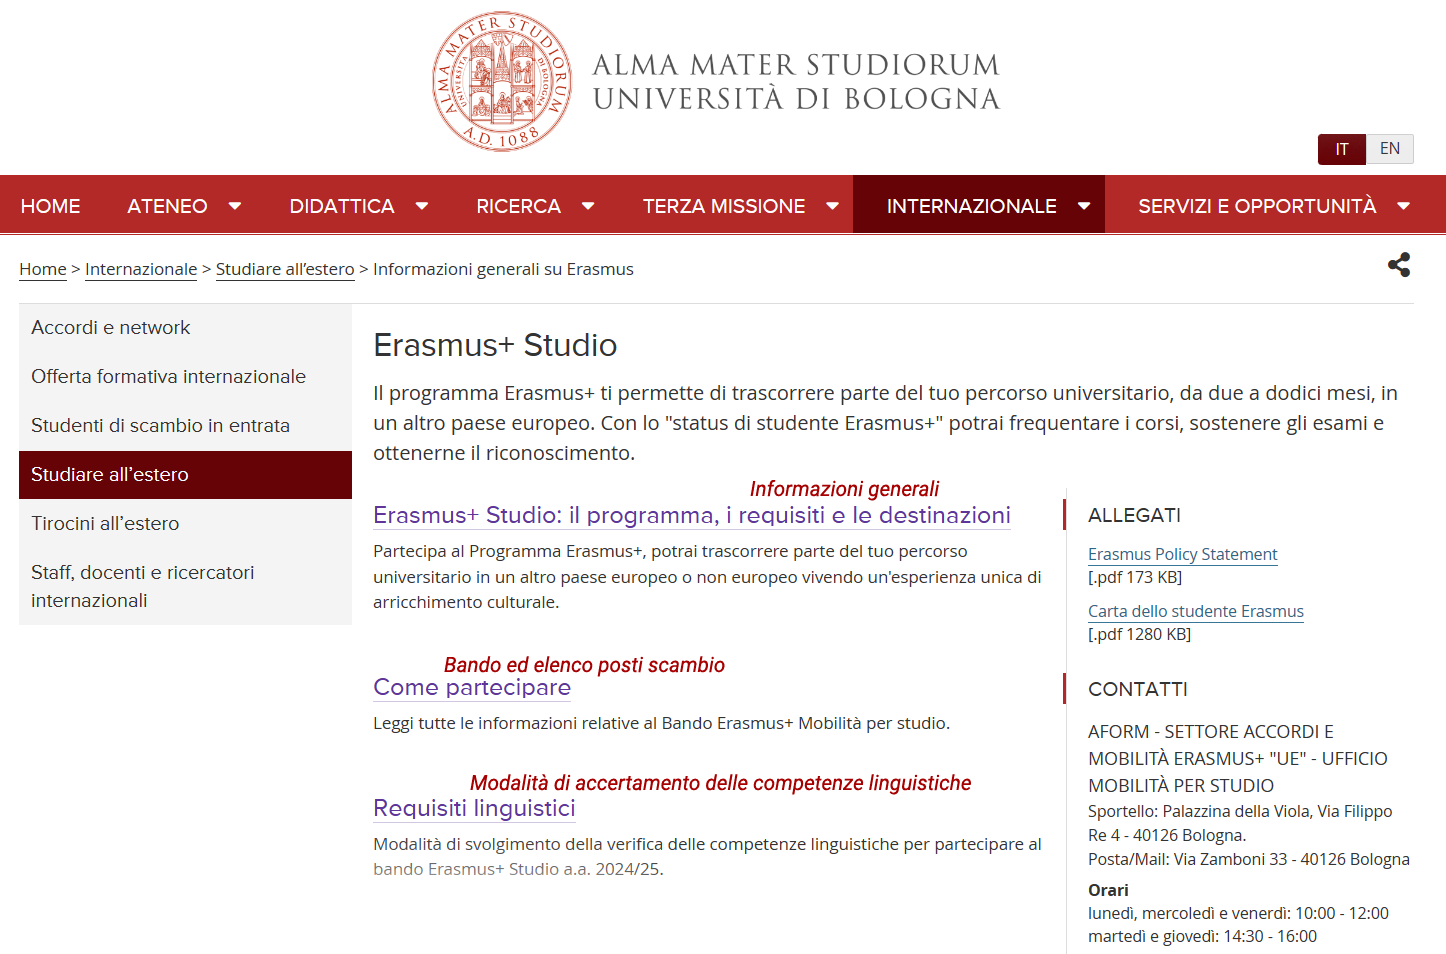 ALMA MATER STUDIORUM
UNIVERSITÀ DI BOLOGNA
ALMA MATER STUDIORUM
A.D. 1088
UNIVERSITÀ DI BOLOGNA
IT EN
HOME ATENEO DIDATTICA RICERCA TERZA MISSIONE INTERNAZIONALE SERVIZI E OPPORTUNITÀ
Home > Internazionale > Studiare all’estero > Informazioni generali su Erasmus
Accordi e network
Offerta formativa internazionale
Studenti di scambio in entrata
Studiare all’estero
Tirocini all’estero
Staff, docenti e ricercatori
internazionali
Erasmus+ Studio
Il programma Erasmus+ ti permette di trascorrere parte del tuo percorso universitario, da due a dodici mesi, in
un altro paese europeo. Con lo "status di studente Erasmus+" potrai frequentare i corsi, sostenere gli esami e
ottenerne il riconoscimento.
Informazioni generali
Erasmus+ Studio: il programma, i requisiti e le destinazioni
Partecipa al Programma Erasmus+, potrai trascorrere parte del tuo percorso
universitario in un altro paese europeo o non europeo vivendo un'esperienza unica di
arricchimento culturale.
Bando ed elenco posti scambio
Come partecipare
Leggi tutte le informazioni relative al Bando Erasmus+ Mobilità per studio.
Modalità di accertamento delle competenze linguistiche
Requisiti linguistici
Modalità di svolgimento della verifica delle competenze linguistiche per partecipare al
bando Erasmus+ Studio a.a. 2024/25.
ALLEGATI
Erasmus Policy Statement
[.pdf 173 KB]
Carta dello studente Erasmus
[.pdf 1280 KB]
CONTATTI
AFORM - SETTORE ACCORDI E
MOBILITÀ ERASMUS+ "UE" - UFFICIO
MOBILITÀ PER STUDIO
Sportello: Palazzina della Viola, Via Filippo
Re 4 - 40126 Bologna.
Posta/Mail: Via Zamboni 33 - 40126 Bologna
Orari
lunedì, mercoledì e venerdì: 10:00 - 12:00
martedì e giovedì: 14:30 - 16:00